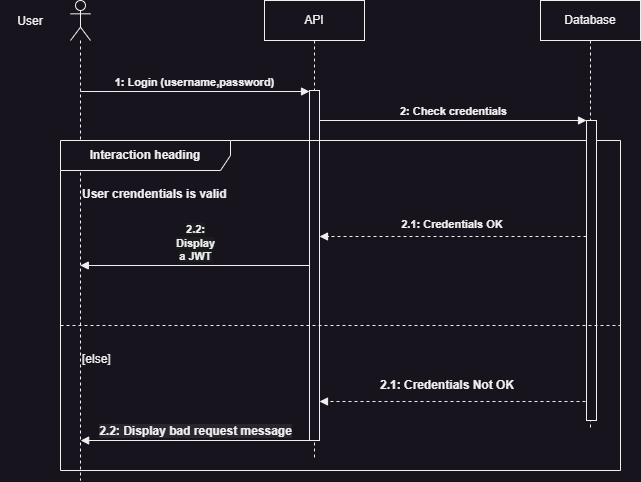 User
API
Database
1: Login (username,password)
2: Check credentials
Interaction heading
User crendentials is valid
2.1: Credentials OK
2.2:
Display
a JWT
[else]
2.1: Credentials Not OK
2.2: Display bad request message